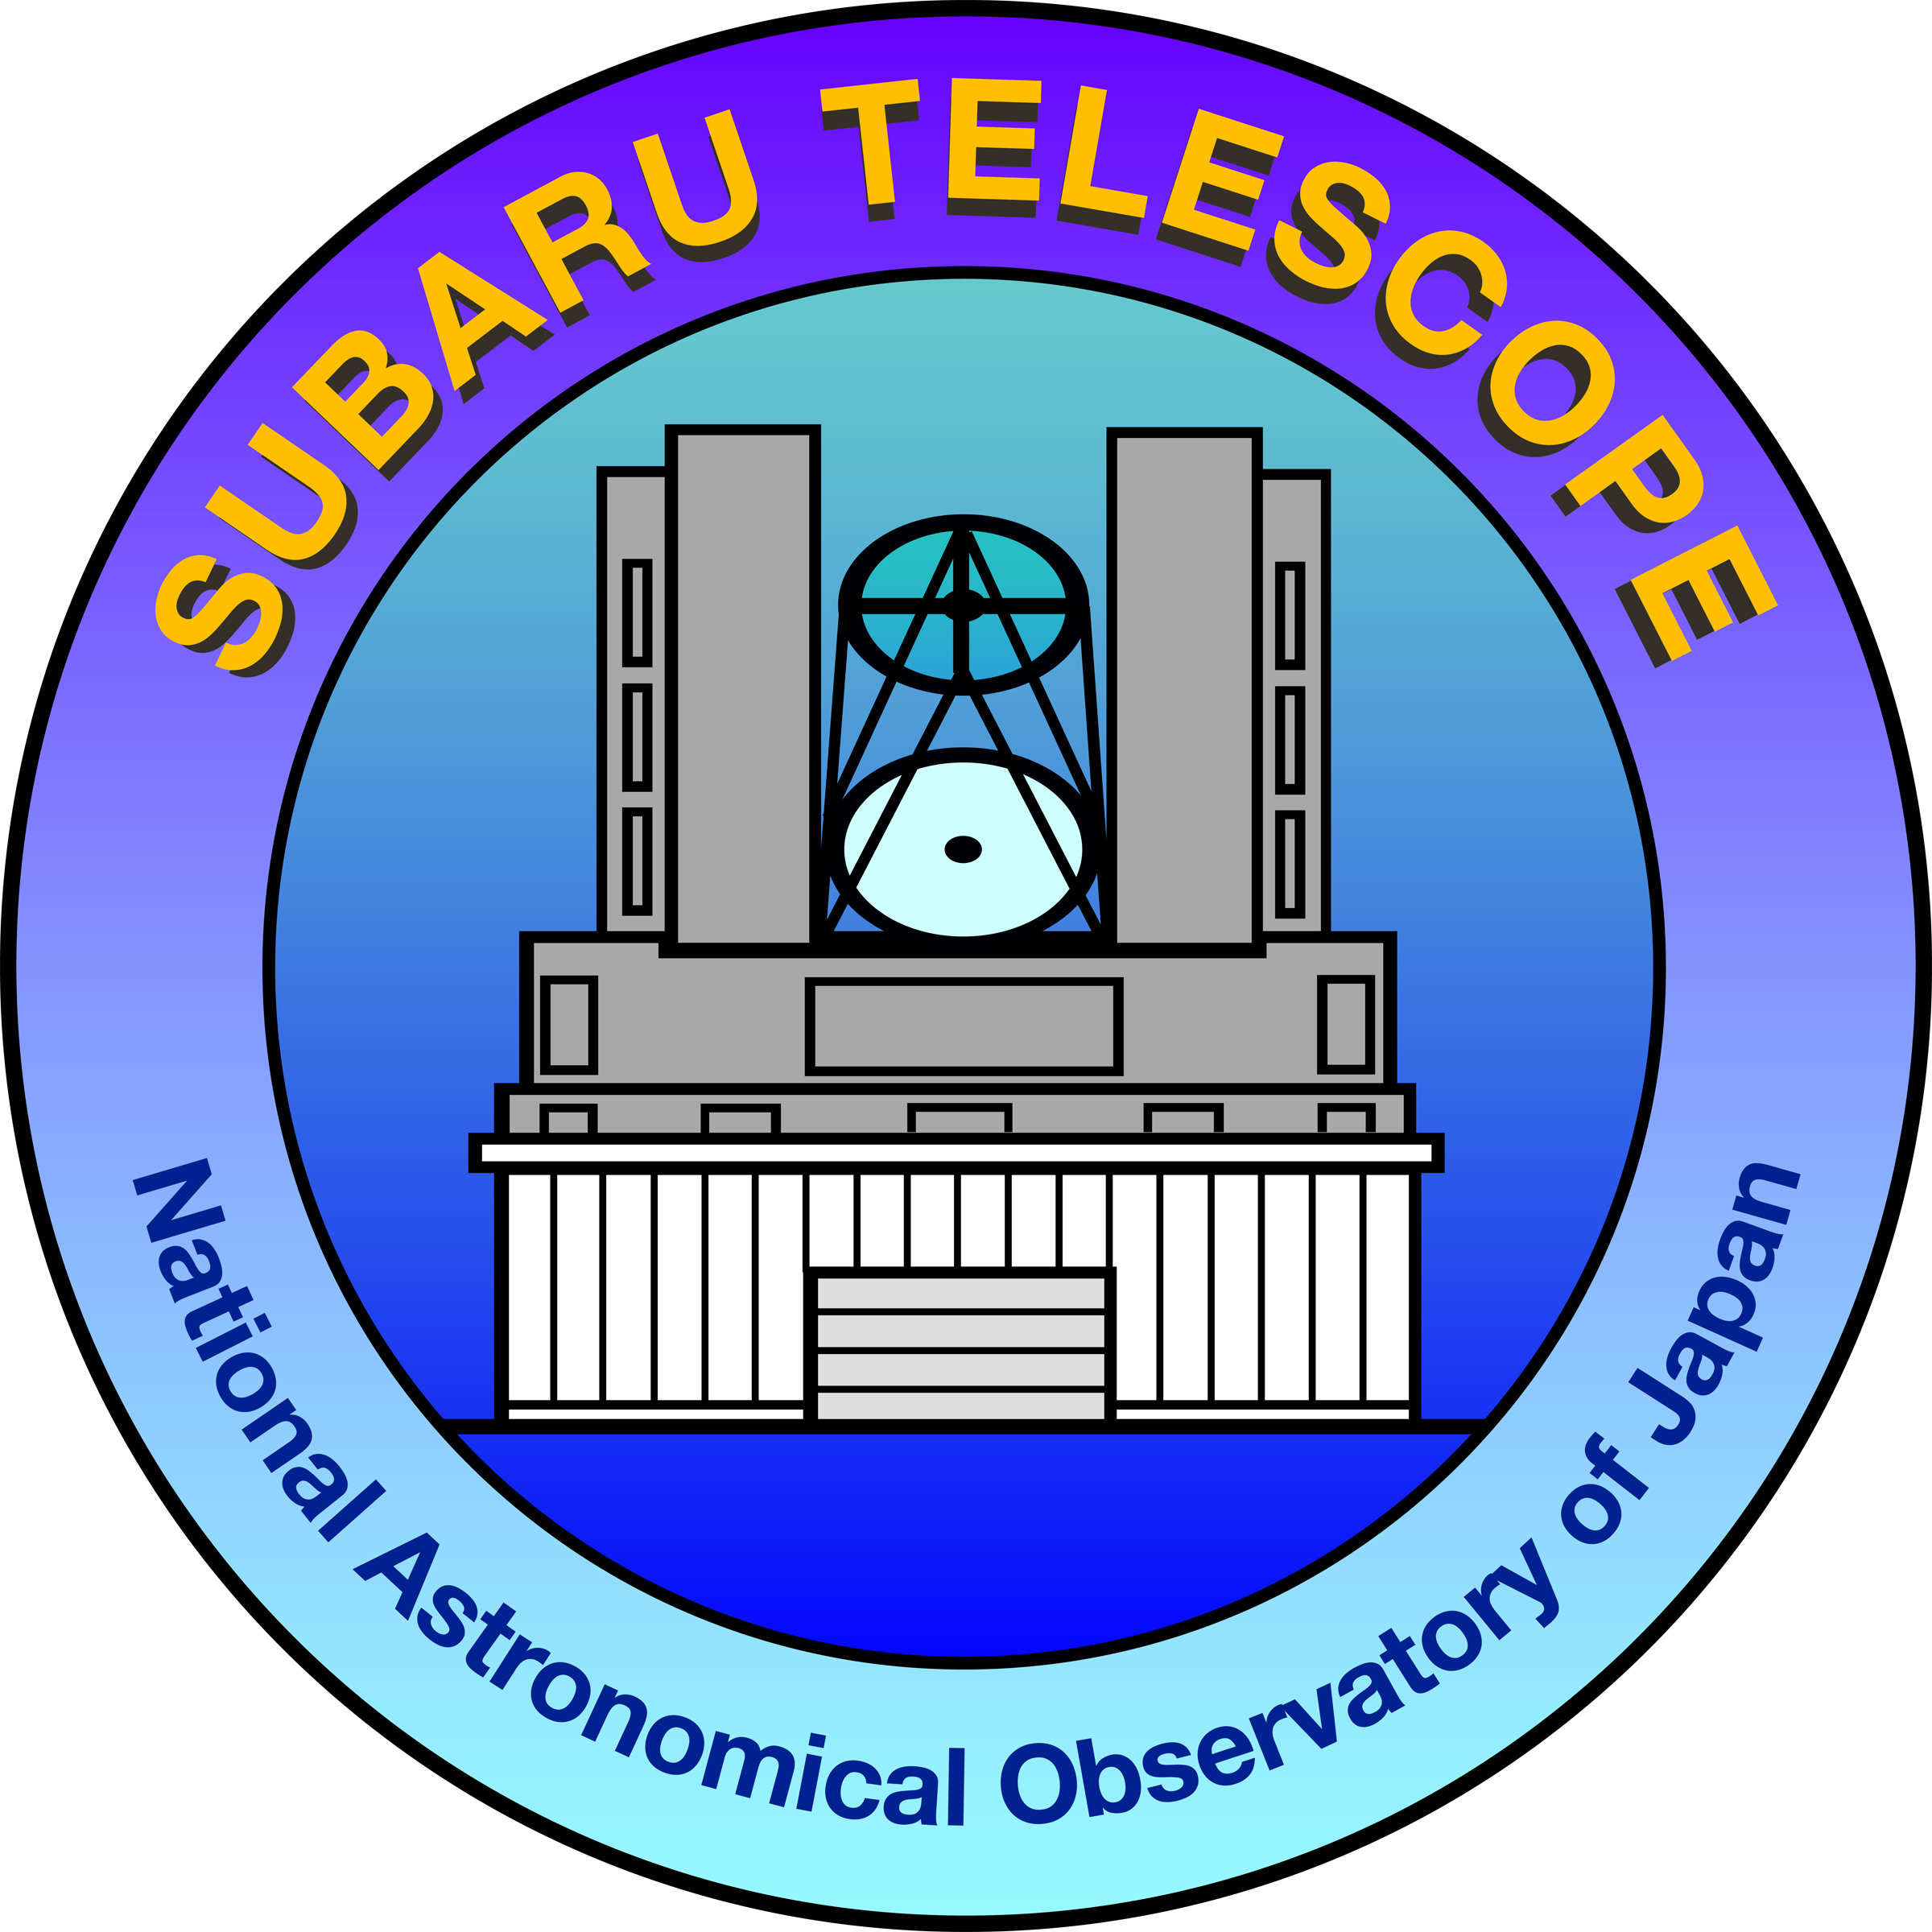 SUBARU TELESCOPE
National Astronomical Observatory of Japan